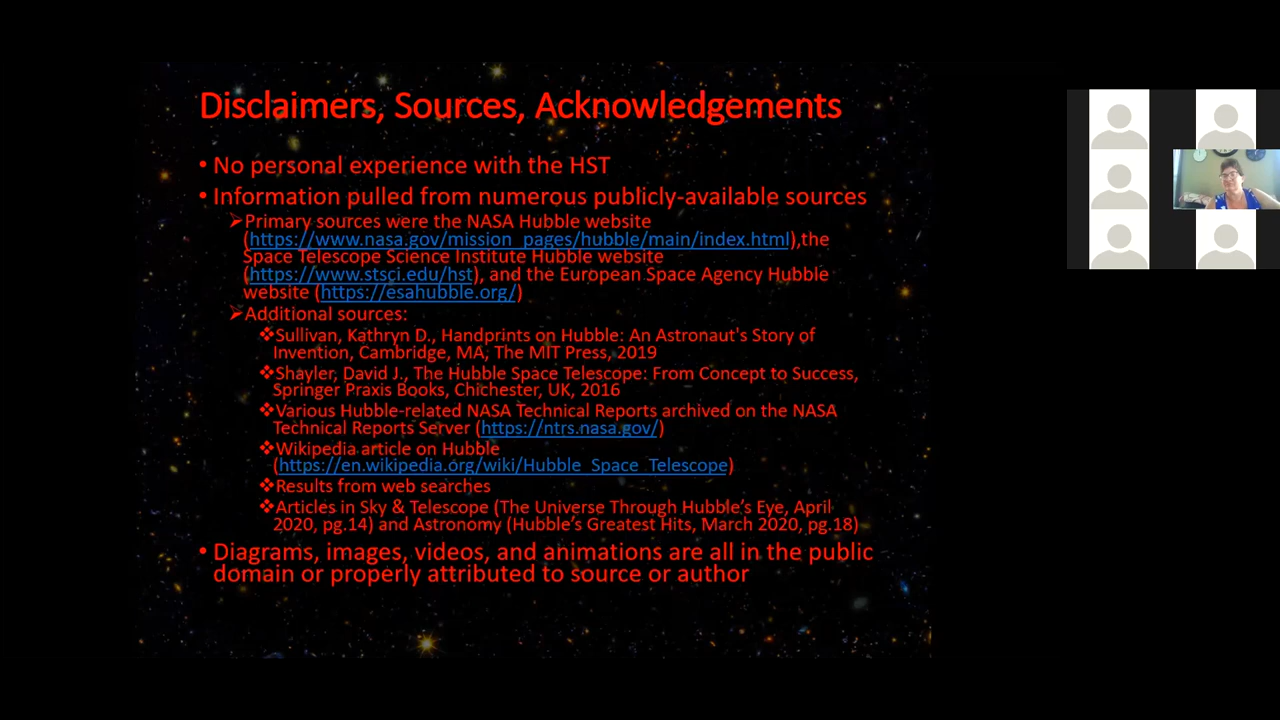 Disclaimers, Sources, Acknowledgements
• No personal experience with the HST
• Information pulled from numerous publicly-available sources
➢Primary sources were the NASA Hubble website
(https://www.nasa.gov/mission_pages/hubble/main/index.html),the
Space Telescope Science Institute Hubble website
(https://www.stsci.edu/hst), and the European Space Agency Hubble
website (https://esahubble.org/)
➢Additional sources:
❖Sullivan, Kathryn D., Handprints on Hubble: An Astronaut's Story of
Invention, Cambridge, MA; The MIT Press, 2019
❖Shayler, David J., The Hubble Space Telescope: From Concept to Success,
Springer Praxis Books, Chichester, UK, 2016
❖Various Hubble-related NASA Technical Reports archived on the NASA
Technical Reports Server (https://ntrs.nasa.gov/)
❖Wikipedia article on Hubble
(https://en.wikipedia.org/wiki/Hubble_Space_Telescope)
❖Results from web searches
❖Articles in Sky & Telescope (The Universe Through Hubble’s Eye, April
2020, pg.14) and Astronomy (Hubble’s Greatest Hits, March 2020, pg.18)
• Diagrams, images, videos, and animations are all in the public
domain or properly attributed to source or author